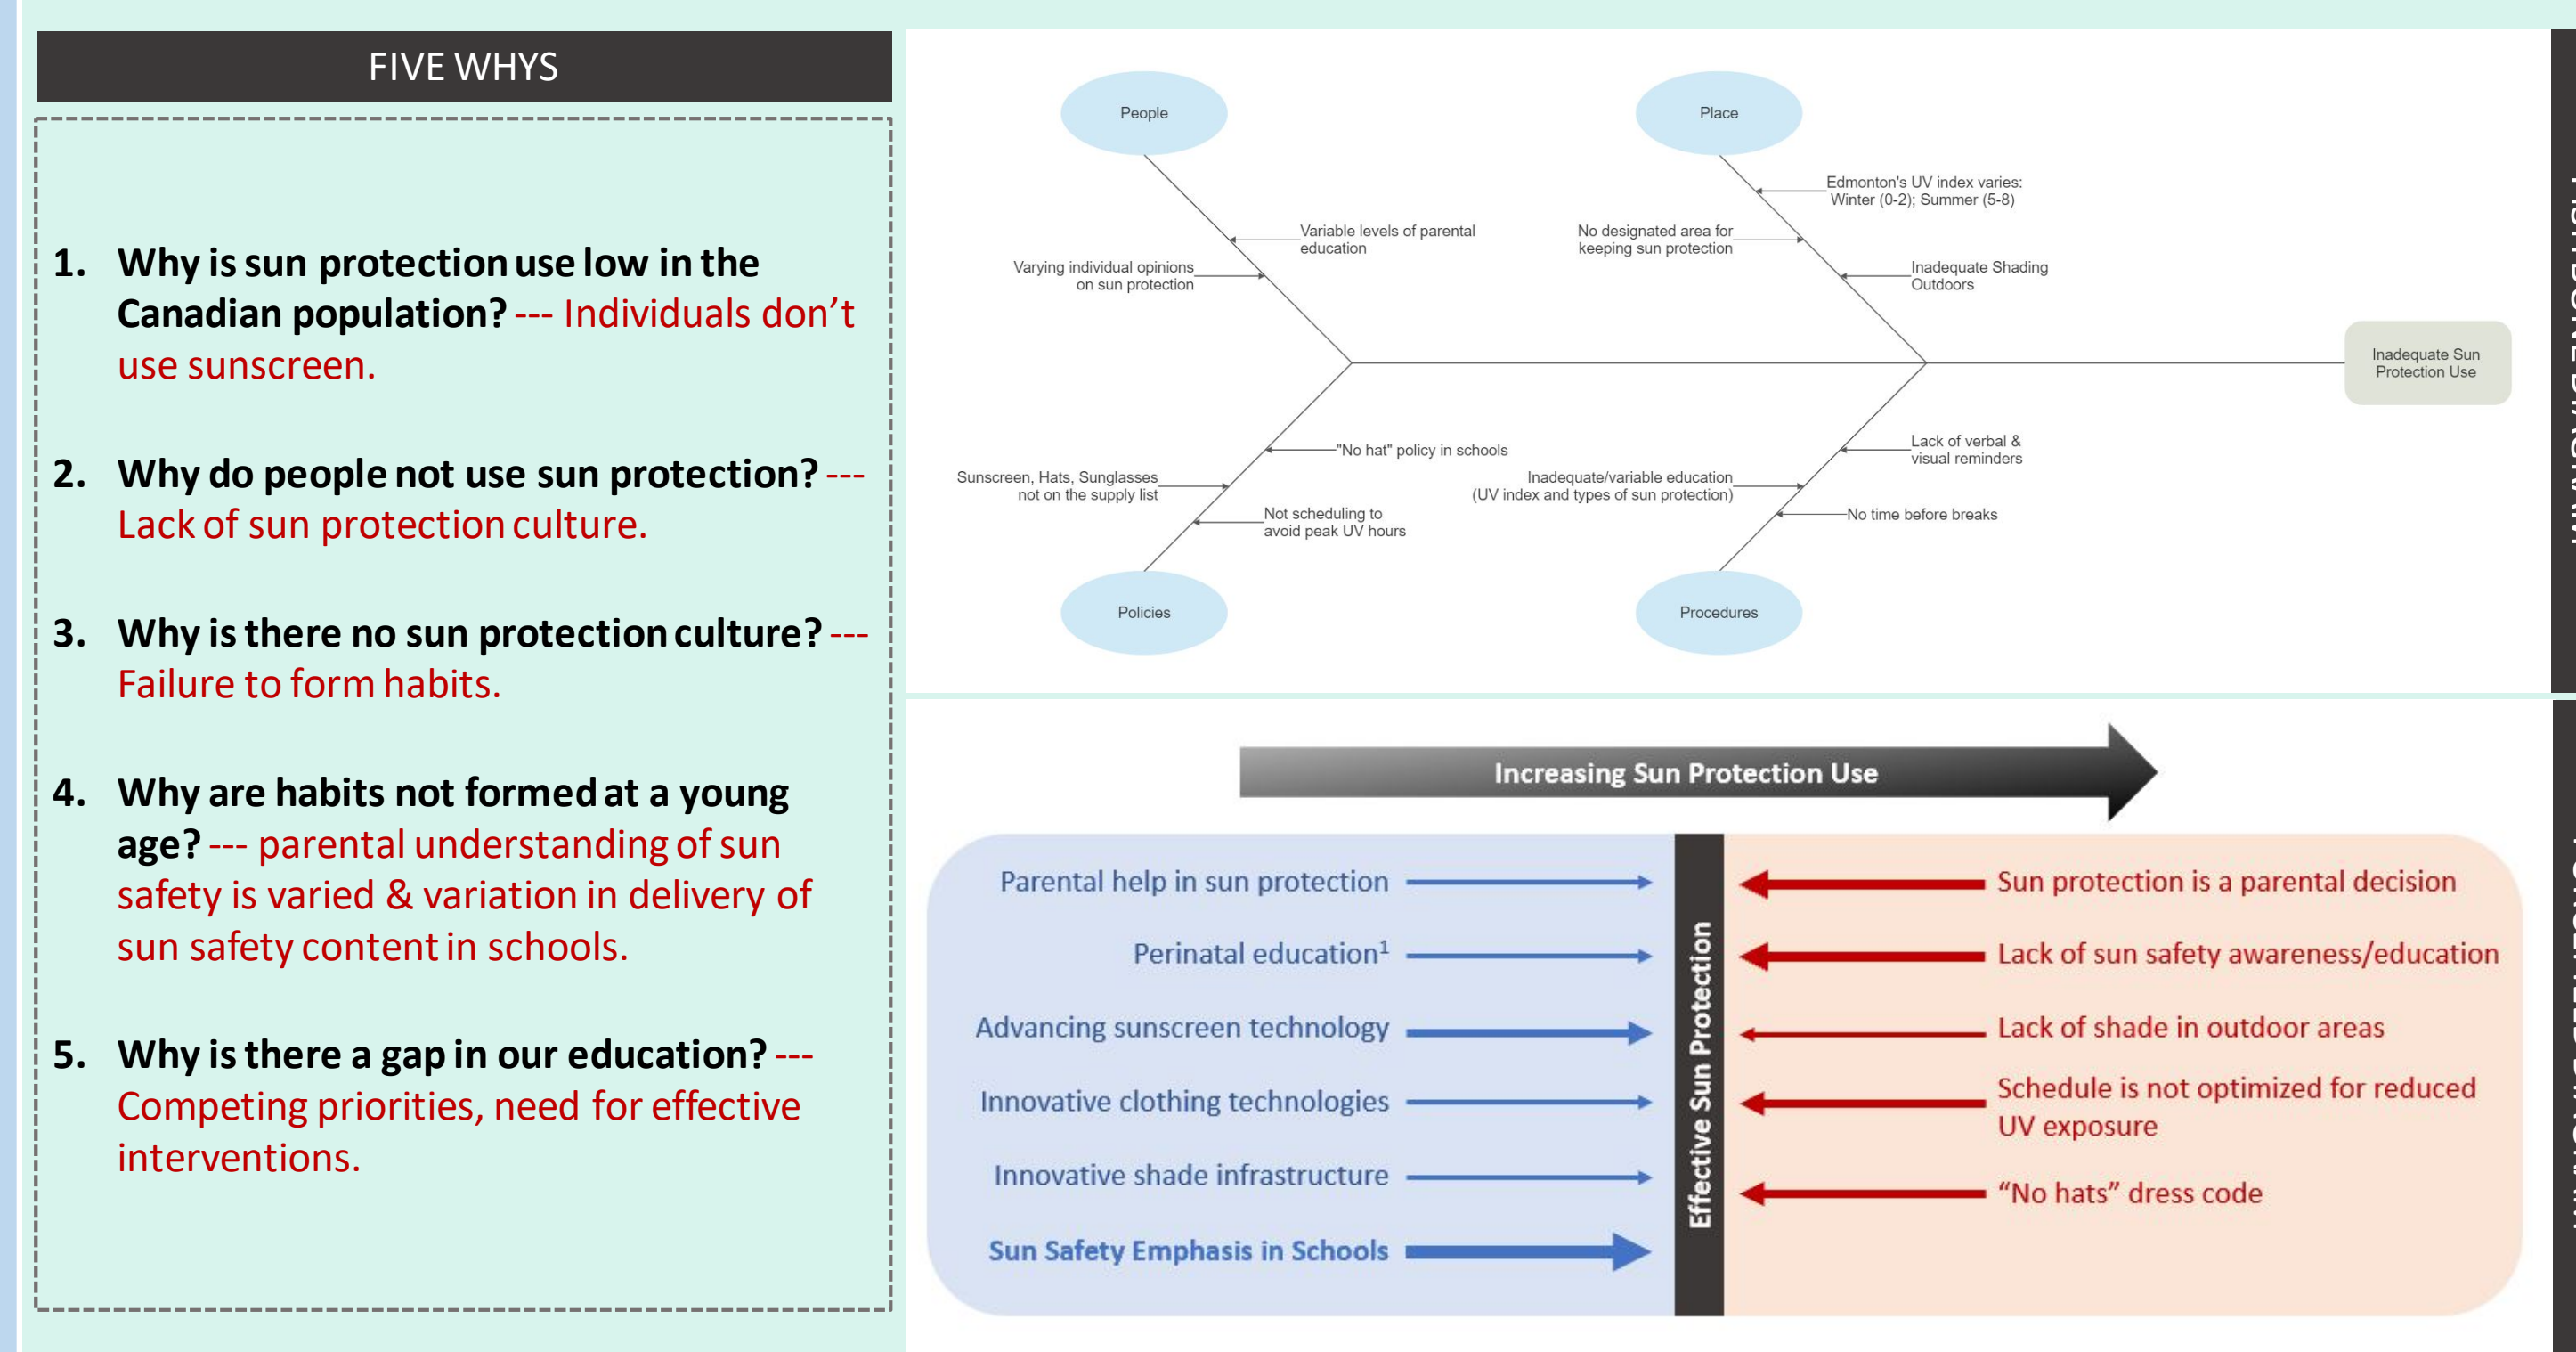 FIVE WHYS
1. Why is sun protection use low in the
Canadian population? --- Individuals don’t
use sunscreen.
2. Why do people not use sun protection? ---
Lack of sun protection culture.
3. Why is there no sun protection culture? ---
Failure to form habits.
4. Why are habits not formed at a young
age? --- parental understanding of sun
safety is varied & variation in delivery of
sun safety content in schools.
5. Why is there a gap in our education? ---
Competing priorities, need for effective
interventions.
People
Variable levels of parental
education
Varying individual opinions
on sun protection
Place
Edmonton's UV index varies:
Winter (0-2); Summer (5-8)
No designated area for
keeping sun protection
Inadequate Shading
Outdoors
Inadequate Sun
Protection Use
"No hat" policy in schools
Sunscreen, Hats, Sunglasses
not on the supply list
Not scheduling to
avoid peak UV hours
Policies
Lack of verbal &
visual reminders
Inadequate/variable education
(UV index and types of sun protection)
No time before breaks
Procedures
Increasing Sun Protection Use
Parental help in sun protection
Perinatal education¹
Advancing sunscreen technology
Innovative clothing technologies
Innovative shade infrastructure
Sun Safety Emphasis in Schools
Effective Sun Protection
Sun protection is a parental decision
Lack of sun safety awareness/education
Lack of shade in outdoor areas
Schedule is not optimized for reduced
UV exposure
“No hats” dress code